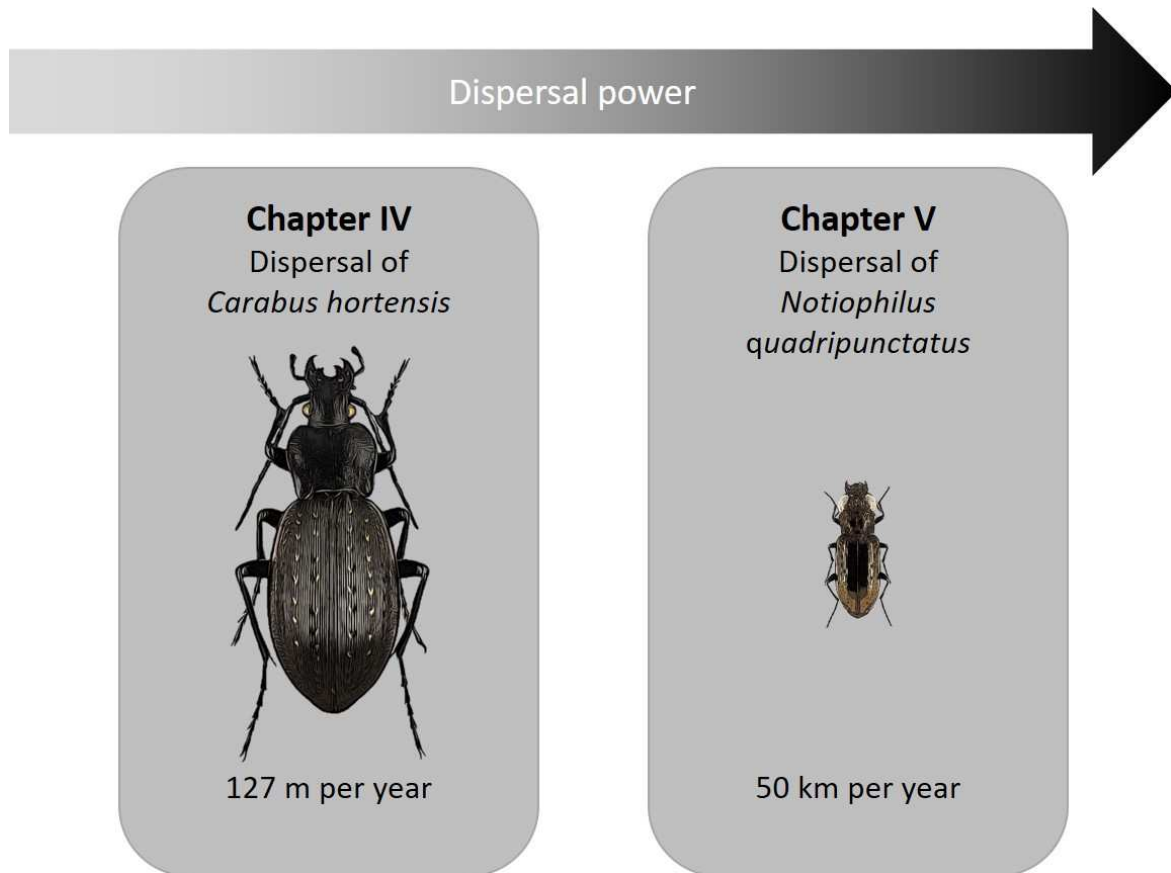 Dispersal power
Chapter IV
Dispersal of
Carabus hortensis
127 m per year
Chapter V
Dispersal of
Notiophilus
quadripunctatus
50 km per year